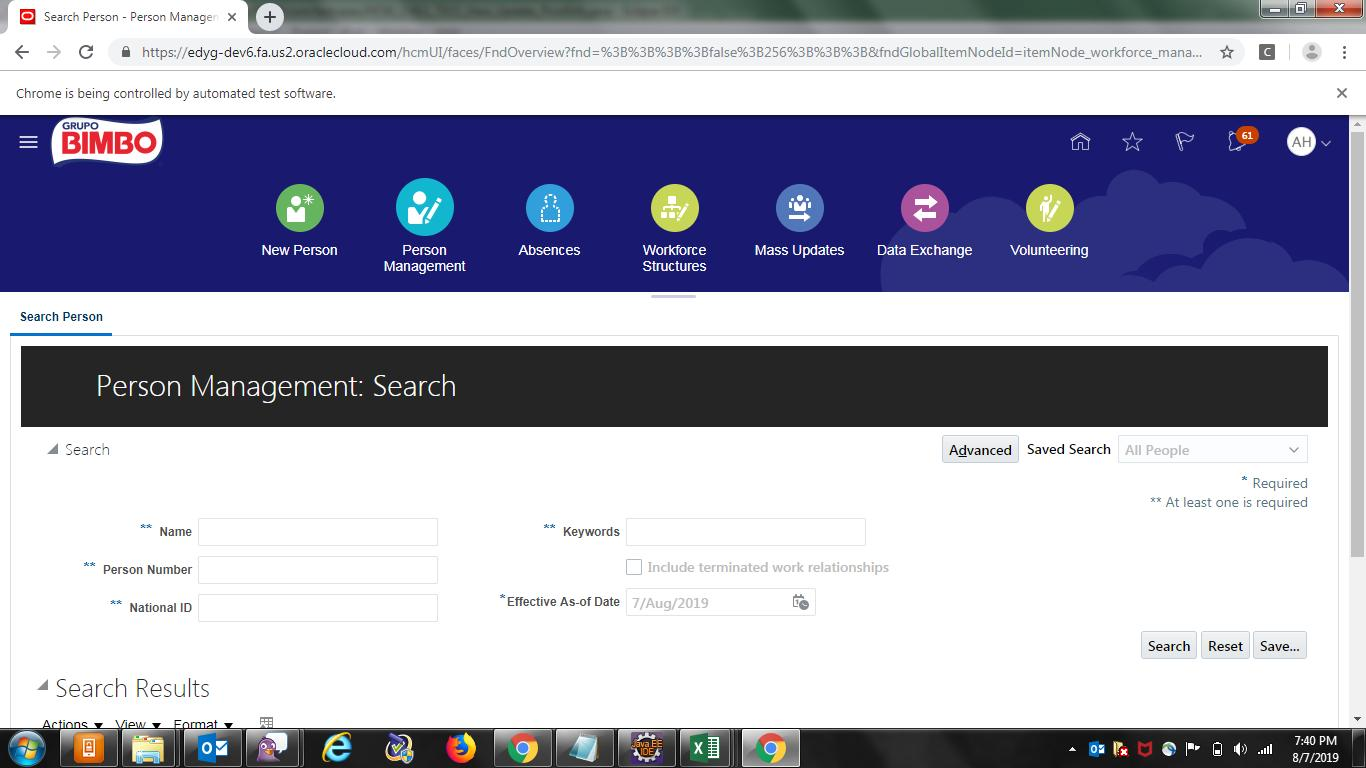 Search Person - Person Manager
https://edyg-dev6.fa.us2.oraclecloud.com/hcmUI/faces/FndOverview?fnd=%3B%3B%3B%3Bfalse%3B256%3B%3B%3B&fndGlobalItemNodeId=itemNode_workforce_mana...
C
Chrome is being controlled by automated test software.
GRUPO
BIMBO
61
AH
New Person
Person Management
Absences
Workforce Structures
Mass Updates
Data Exchange
Volunteering
Search Person
Person Management: Search
Search
Advanced
Saved Search
All People
* Required
** At least one is required
** Name
** Keywords
** Person Number
Include terminated work relationships
** National ID
*Effective As-of Date
7/Aug/2019
Search
Reset
Save...
Search Results
Actions
View
Format
Java EE
IDE
7:40 PM
8/7/2019